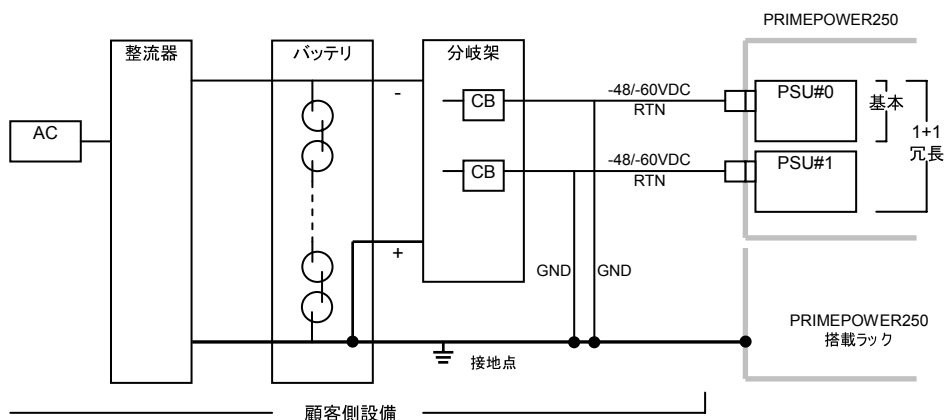 PRIMEPOWER250
整流器
バッテリ
分岐架
AC
-
CB
-48/-60VDC
RTN
PSU#0
基本
1+1
冗長
CB
-48/-60VDC
RTN
PSU#1
+
GND
GND
接地点
PRIMEPOWER250
搭載ラック
顧客側設備